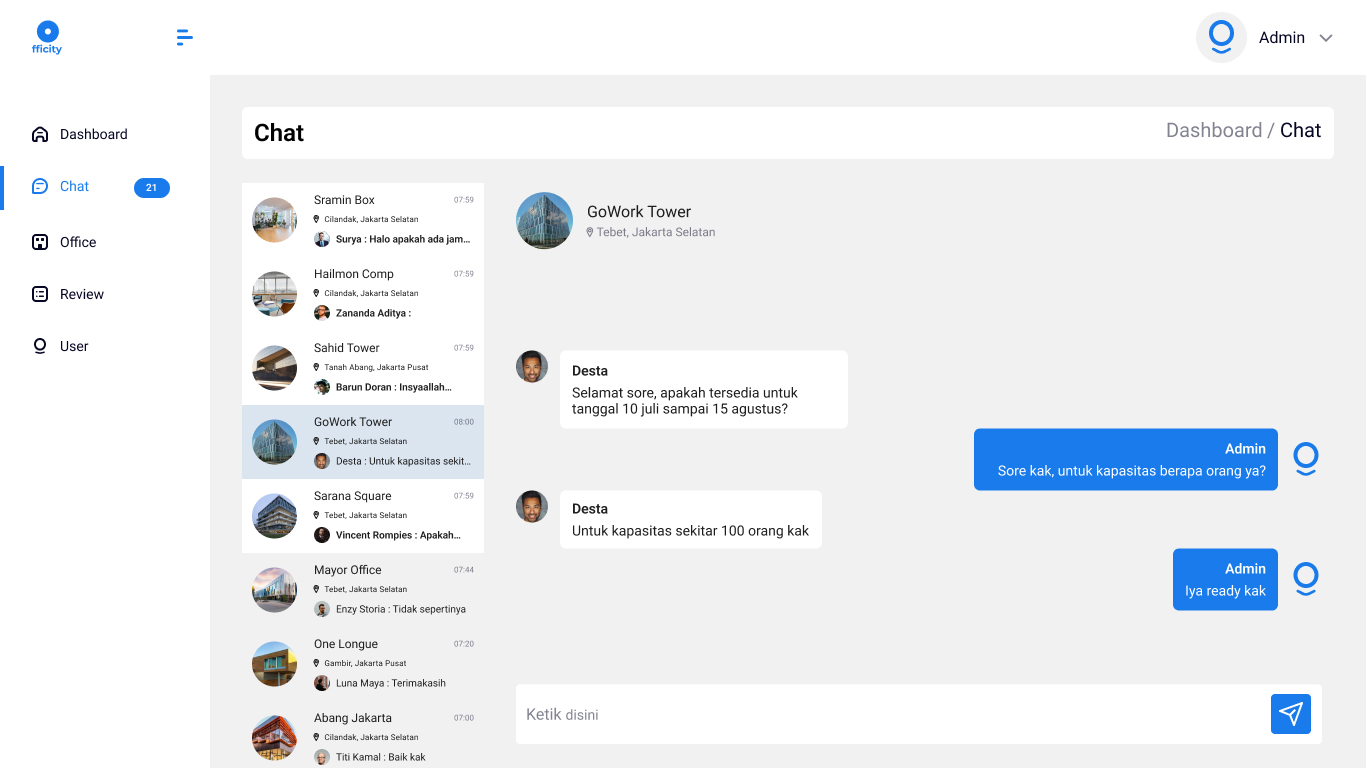 fficity
Admin
Dashboard
Chat
21
Office
Review
User
Chat
Dashboard / Chat
Sramin Box
07:59
Cilandak, Jakarta Selatan
Surya : Halo apakah ada jam...
Hailmon Comp
07:59
Cilandak, Jakarta Selatan
Zananda Aditya :
Sahid Tower
07:59
Tanah Abang, Jakarta Pusat
Barun Doran : Insyaallah...
GoWork Tower
08:00
Tebet, Jakarta Selatan
Desta : Untuk kapasitas sekit...
Sarana Square
07:59
Tebet, Jakarta Selatan
Vincent Rompies : Apakah...
Mayor Office
07:44
Tebet, Jakarta Selatan
Enzy Storia : Tidak sepertinya
One Longue
07:20
Gambir, Jakarta Pusat
Luna Maya : Terimakasih
Abang Jakarta
07:00
Cilandak, Jakarta Selatan
Titi Kamal : Baik kak
GoWork Tower
Tebet, Jakarta Selatan
Desta
Selamat sore, apakah tersedia untuk
tanggal 10 juli sampai 15 agustus?
Admin
Sore kak, untuk kapasitas berapa orang ya?
Desta
Untuk kapasitas sekitar 100 orang kak
Admin
Iya ready kak
Ketik disini